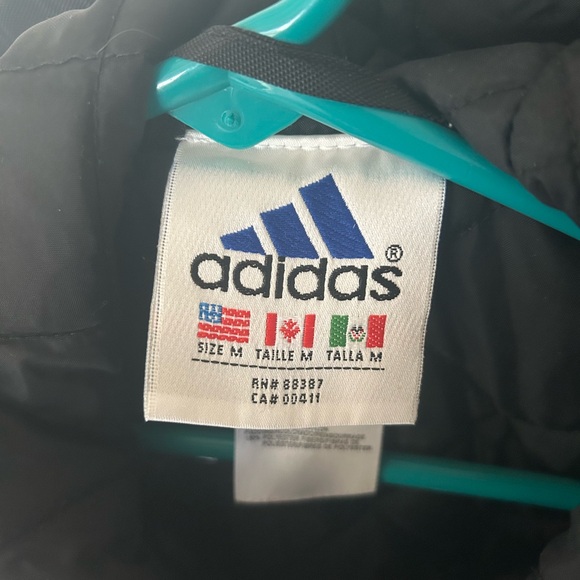 adidas®
SIZE M TAILLE M TALLA M
RN# 88387
CA# 00411